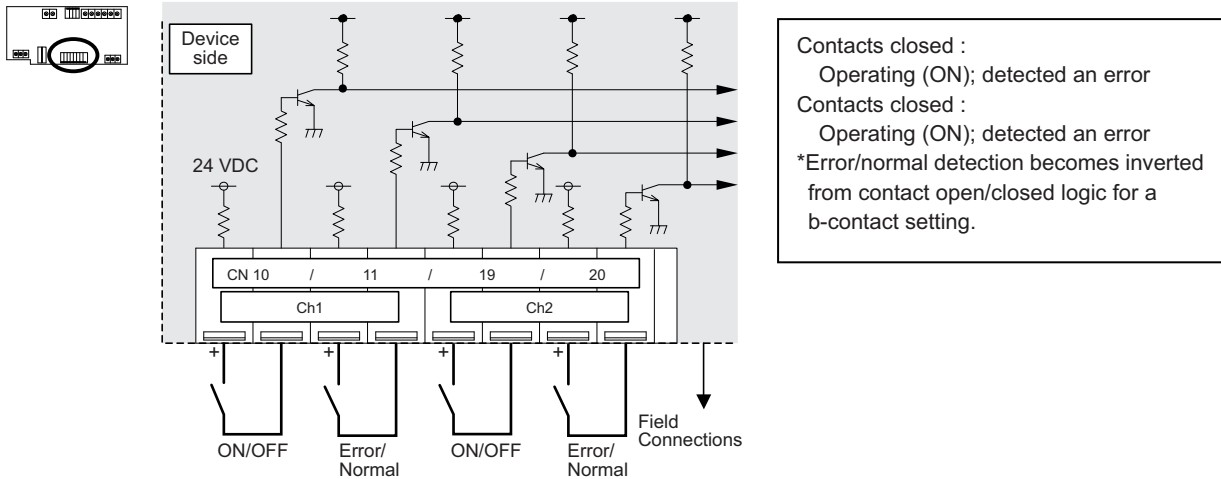 Device
side
24 VDC
CN 10 / 11 / 19 / 20
Ch1 Ch2
+ + + +
ON/OFF
Error/
Normal
ON/OFF
Error/
Normal
Field
Connections
Contacts closed :
Operating (ON); detected an error
Contacts closed :
Operating (ON); detected an error
*Error/normal detection becomes inverted
from contact open/closed logic for a
b-contact setting.